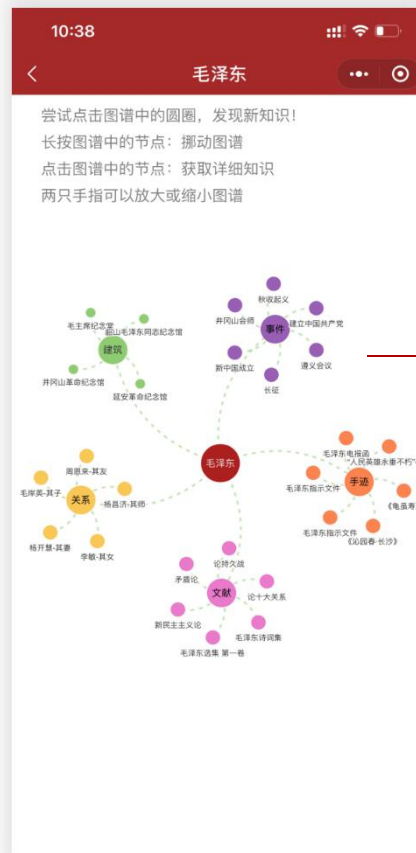 10:38
毛泽东
尝试点击图谱中的圆圈，发现新知识！
长按图谱中的节点：挪动图谱
点击图谱中的节点：获取详细知识
两只手指可以放大或缩小图谱
秋收起义
井冈山会师
建立中国共产党
事件
新中国成立
遵义会议
长征
毛主席纪念堂
韶山毛泽东同志纪念馆
建筑
井冈山革命纪念馆
延安革命纪念馆
毛泽东
毛泽东电报函
人民英雄永垂不朽"
手迹
毛泽东指示文件
《龟虽寿
毛泽东指示文件
《沁园春·长沙》
周恩来-其友
毛岸英-其子
关系
杨昌济-其师
杨开慧-其妻
李敏-其女
论持久战
矛盾论
文献
论十大关系
新民主主义论
毛泽东诗词集
毛泽东选集 第一卷